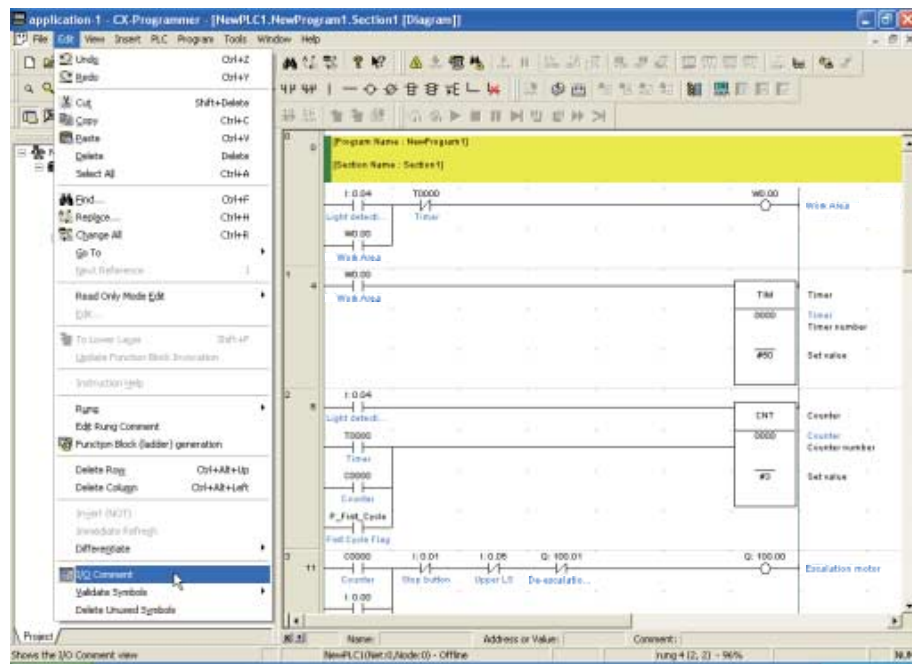 application-1 - CX-Programmer - [NewPLC1.NewProgram1.Section1 [Diagram]]
File Edit View Insert PLC Program Tools Window Help
Undo Ctrl+Z
Redo Ctrl+Y
Cut Shift+Delete
Copy Ctrl+C
Paste Ctrl+V
Delete Delete
Select All Ctrl+A
Find... Ctrl+F
Replace... Ctrl+H
Change All Ctrl+R
Go To
Next Reference
Read Only Mode Edit
Edit...
To Lower Layer Shift+F
Update Function Block Invocation
Instruction Help
Rung
Edit Rung Comment
Function Block (ladder) generation
Delete Row Ctrl+Alt+Up
Delete Column Ctrl+Alt+Left
Invert (NOT)
Immediate Refresh
Differentiate
I/O Comment
Validate Symbols
Delete Unused Symbols
Project
0 0
[Program Name : NewProgram1]
[Section Name : Section1]
I: 0.04 T0000 W0.00
Light detecti... Timer Work Area
W0.00
Work Area
1 4
W0.00
Work Area
TIM Timer
0000 Timer
Timer number
#50 Set value
2 8
I: 0.04
Light detecti...
CNT Counter
T0000
Timer
0000 Counter
Counter number
C0000
Counter
#3 Set value
P_First_Cycle
First Cycle Flag
3 11
C0000 I: 0.01 I: 0.05 Q: 100.01 Q: 100.00
Counter Stop button Upper LS De-escalatio... Escalation motor
I: 0.00
Name: Address or Value: Comment:
Shows the I/O Comment view NewPLC1(Net:0,Node:0) - Offline rung 4 (2, 2) - 96%